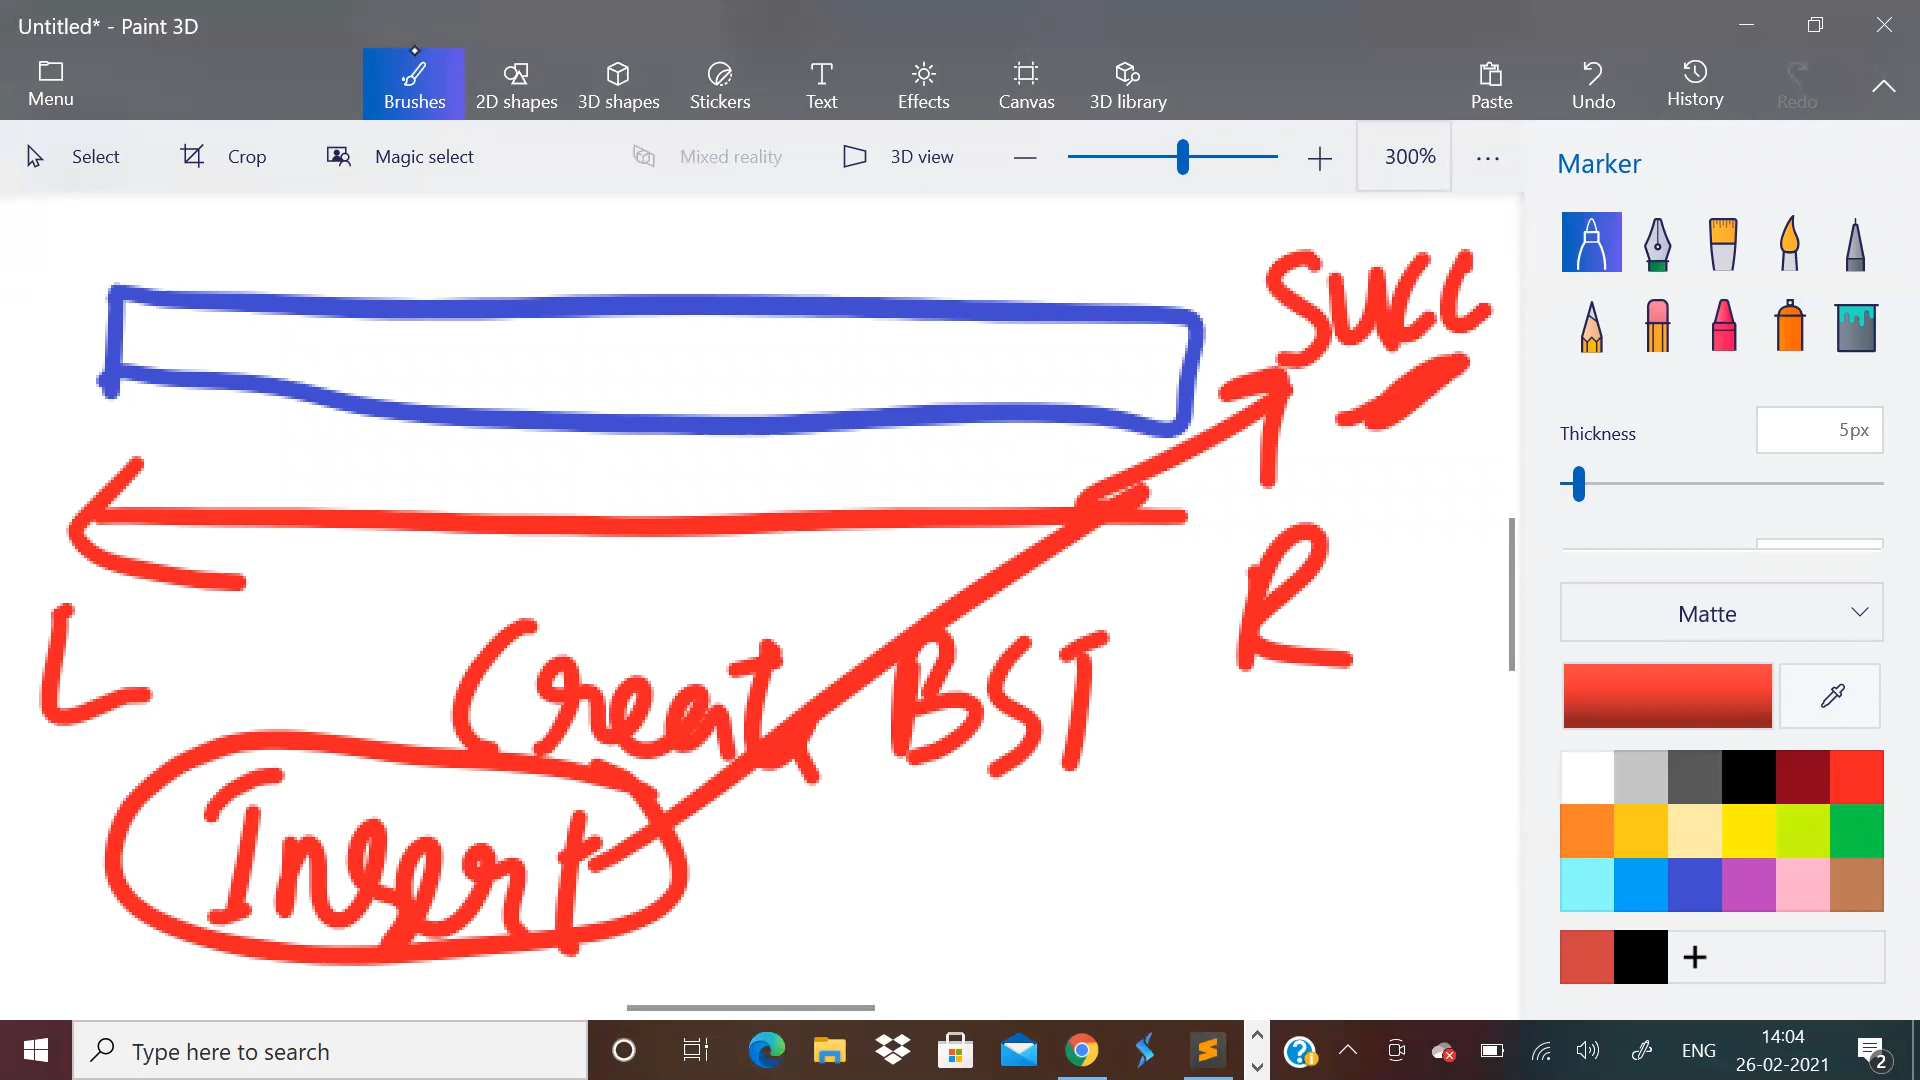 Untitled* - Paint 3D
Menu
Brushes
2D shapes
3D shapes
Stickers
Text
Effects
Canvas
3D library
Paste
Undo
History
Redo
Select
Crop
Magic select
Mixed reality
3D view
300%
Marker
Thickness
5px
Matte
Succ
R
L
Create BST
Insert
Type here to search
ENG
14:04
26-02-2021
2